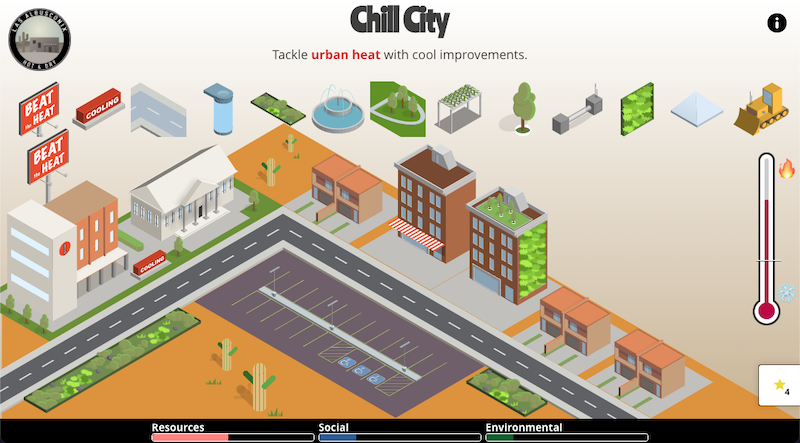 Chill City
Tackle urban heat with cool improvements.
LAS ALBUSCONIX
HOT & DRY
BEAT
the HEAT
COOLING
BEAT
the HEAT
COOLING
4
Resources
Social
Environmental